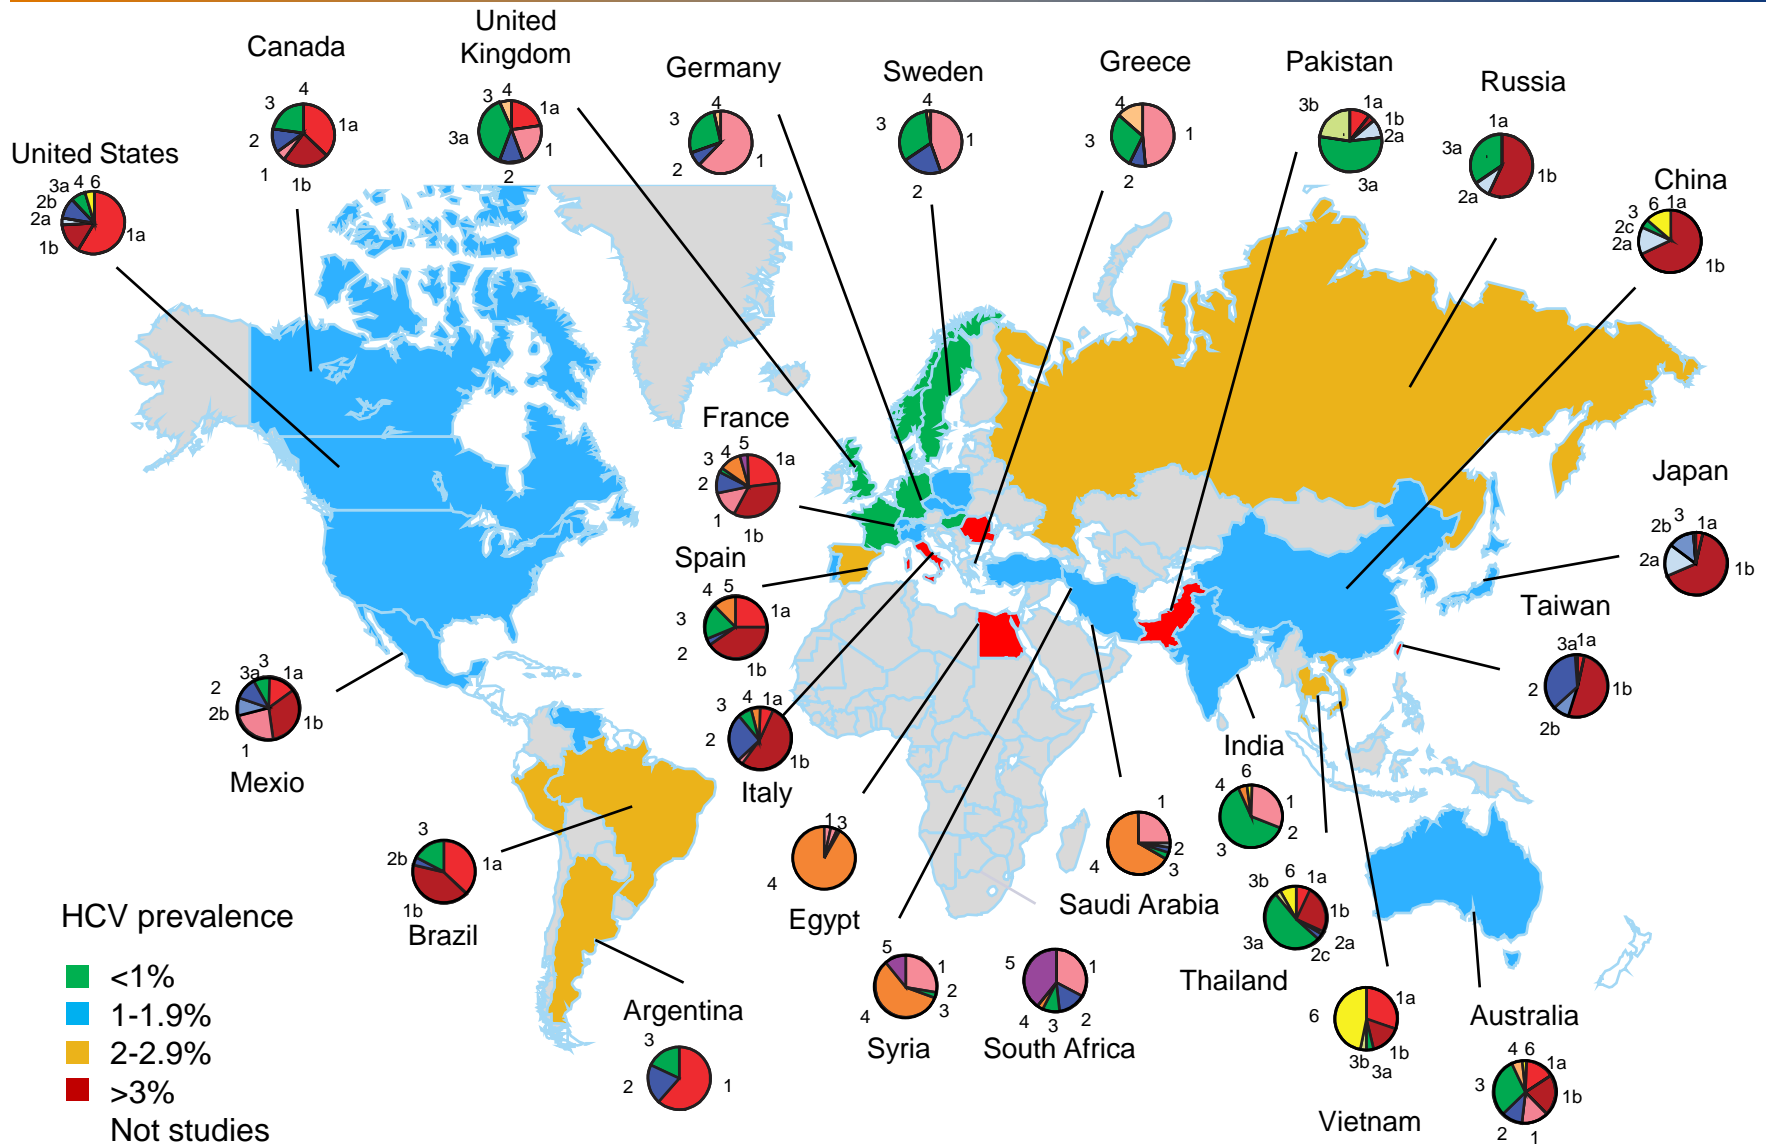 United
Kingdom
Canada
Germany
Sweden
Greece
Pakistan
Russia
United States
China
4
3
2
1
1b
1a
3
4
1a
3a
1
2
4
3
2
1
4
3
1
2
4
3
1
2
3b
1a
1b
2a
3a
1a
3a
1b
2a
3a
4
6
2b
2a
1b
1a
3
6
1a
2c
2a
1b
France
3
4
5
1a
2
1
1b
Japan
2b
3
1a
2a
1b
Spain
4
5
3
1a
2
1b
Taiwan
3a
1a
2
1b
2b
3
3a
1a
2
2b
1b
1
Mexio
3
4
1a
2
1b
Italy
India
6
4
1
2
3
1
3
4
Egypt
1
2
3
4
Saudi Arabia
3
2b
1a
1b
Brazil
6
3b
1a
1b
3a
2a
2c
Thailand
5
1
2
3
4
Syria
5
1
4
3
2
South Africa
6
1a
1b
3b
3a
Vietnam
Australia
4
6
1a
3
1b
2
1
Argentina
3
2
1
HCV prevalence
<1%
1-1.9%
2-2.9%
>3%
Not studies